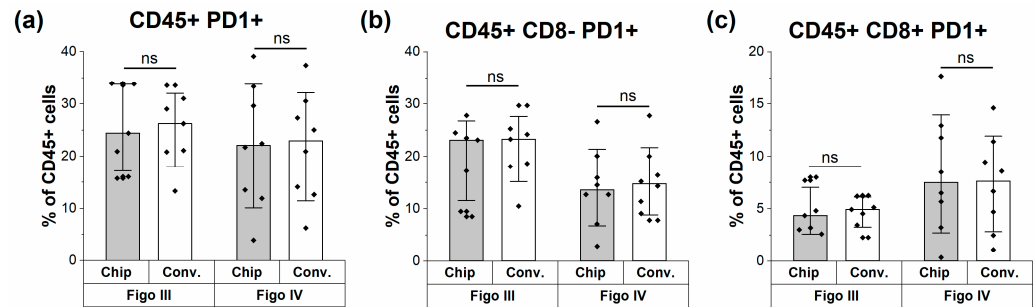 (a) CD45+ PD1+
% of CD45+ cells
40
30
20
10
0
ns
ns
Chip Conv. Chip Conv.
Figo III Figo IV
(b) CD45+ CD8- PD1+
% of CD45+ cells
40
30
20
10
0
ns
ns
Chip Conv. Chip Conv.
Figo III Figo IV
(c) CD45+ CD8+ PD1+
% of CD45+ cells
20
15
10
5
0
ns
ns
Chip Conv. Chip Conv.
Figo III Figo IV